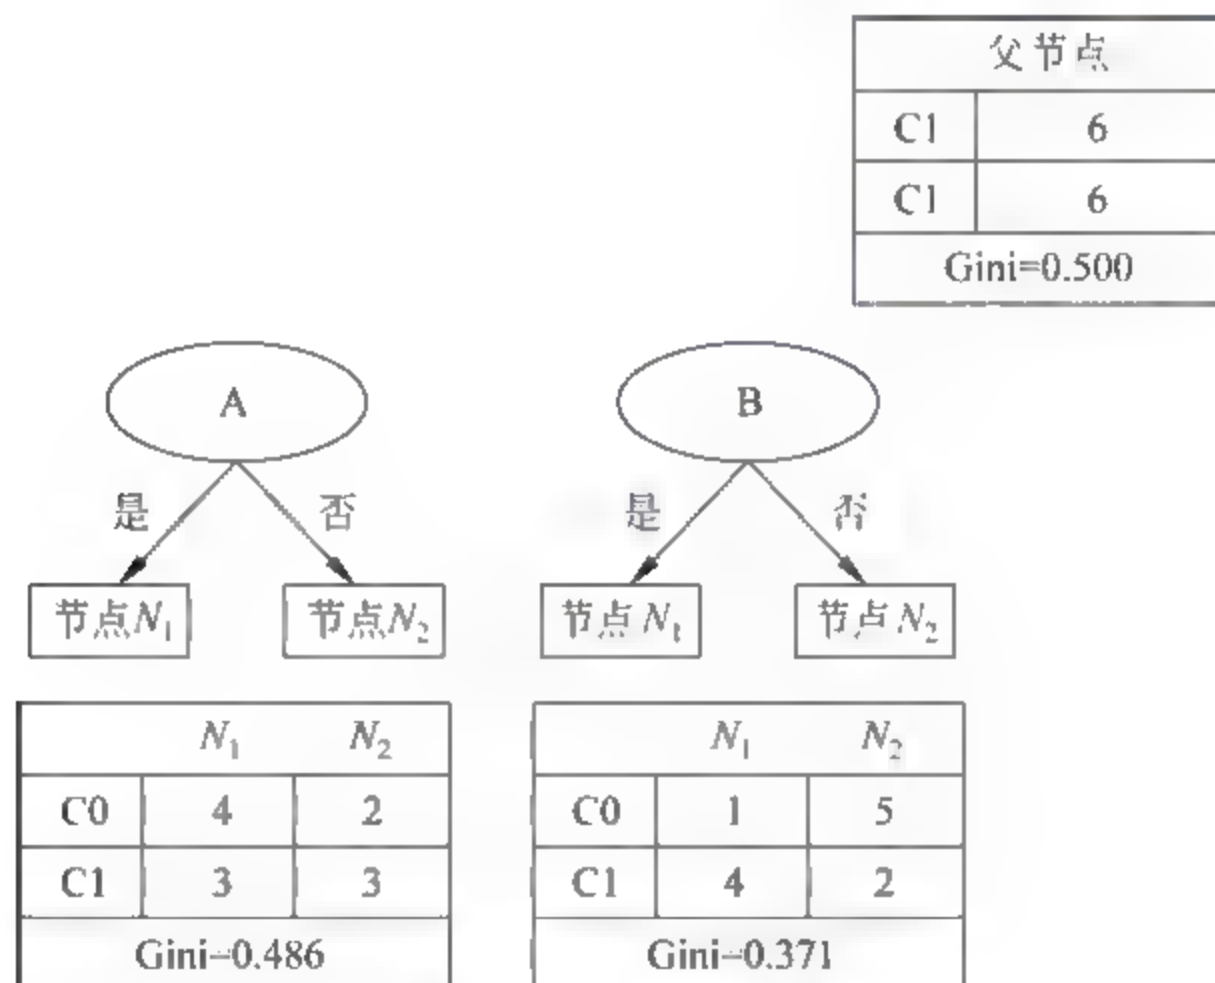 父节点
C1 6
C1 6
Gini=0.500
A B
是 否 是 否
节点N₁ 节点N₂ 节点N₁ 节点N₂
N₁ N₂
C0 4 2
C1 3 3
Gini=0.486
N₁ N₂
C0 1 5
C1 4 2
Gini=0.371